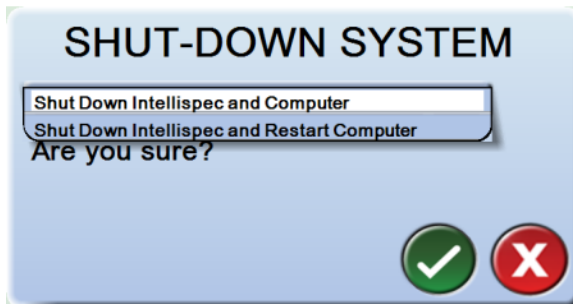 SHUT-DOWN SYSTEM
Shut Down Intellispec and Computer
Shut Down Intellispec and Restart Computer
Are you sure?